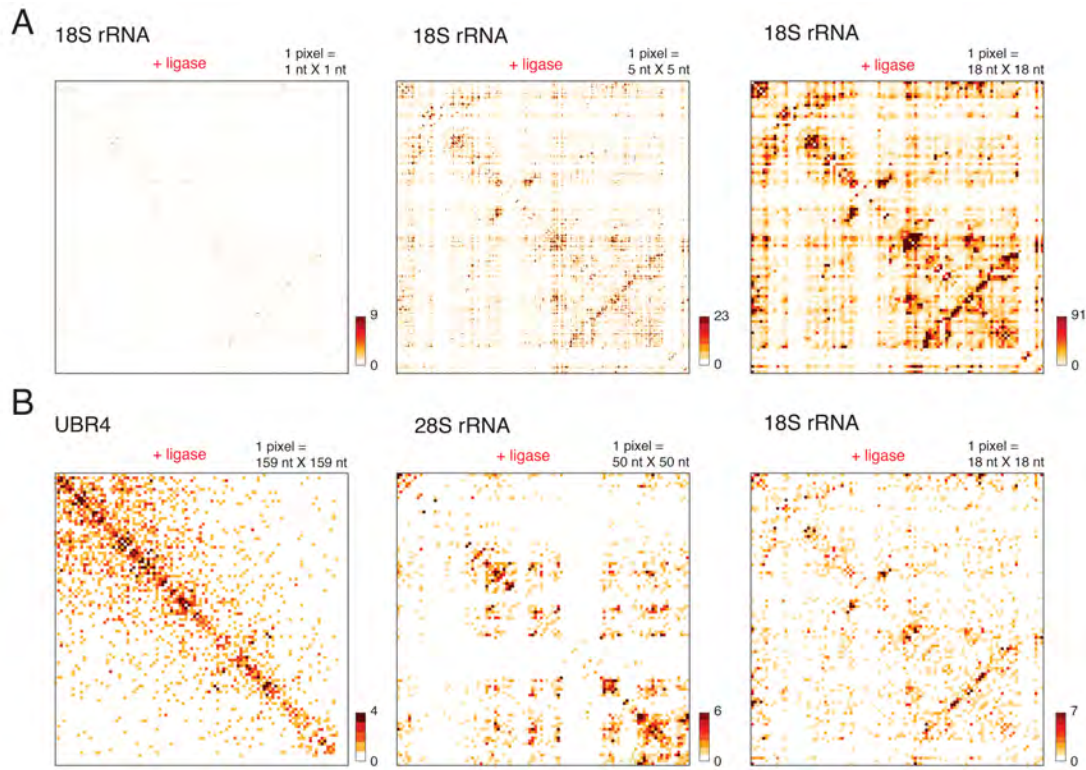 A
18S rRNA
+ ligase
1 pixel =
1 nt X 1 nt
9
0
18S rRNA
+ ligase
1 pixel =
5 nt X 5 nt
23
0
18S rRNA
+ ligase
1 pixel =
18 nt X 18 nt
91
0
B
UBR4
+ ligase
1 pixel =
159 nt X 159 nt
4
0
28S rRNA
+ ligase
1 pixel =
50 nt X 50 nt
6
0
18S rRNA
+ ligase
1 pixel =
18 nt X 18 nt
7
0